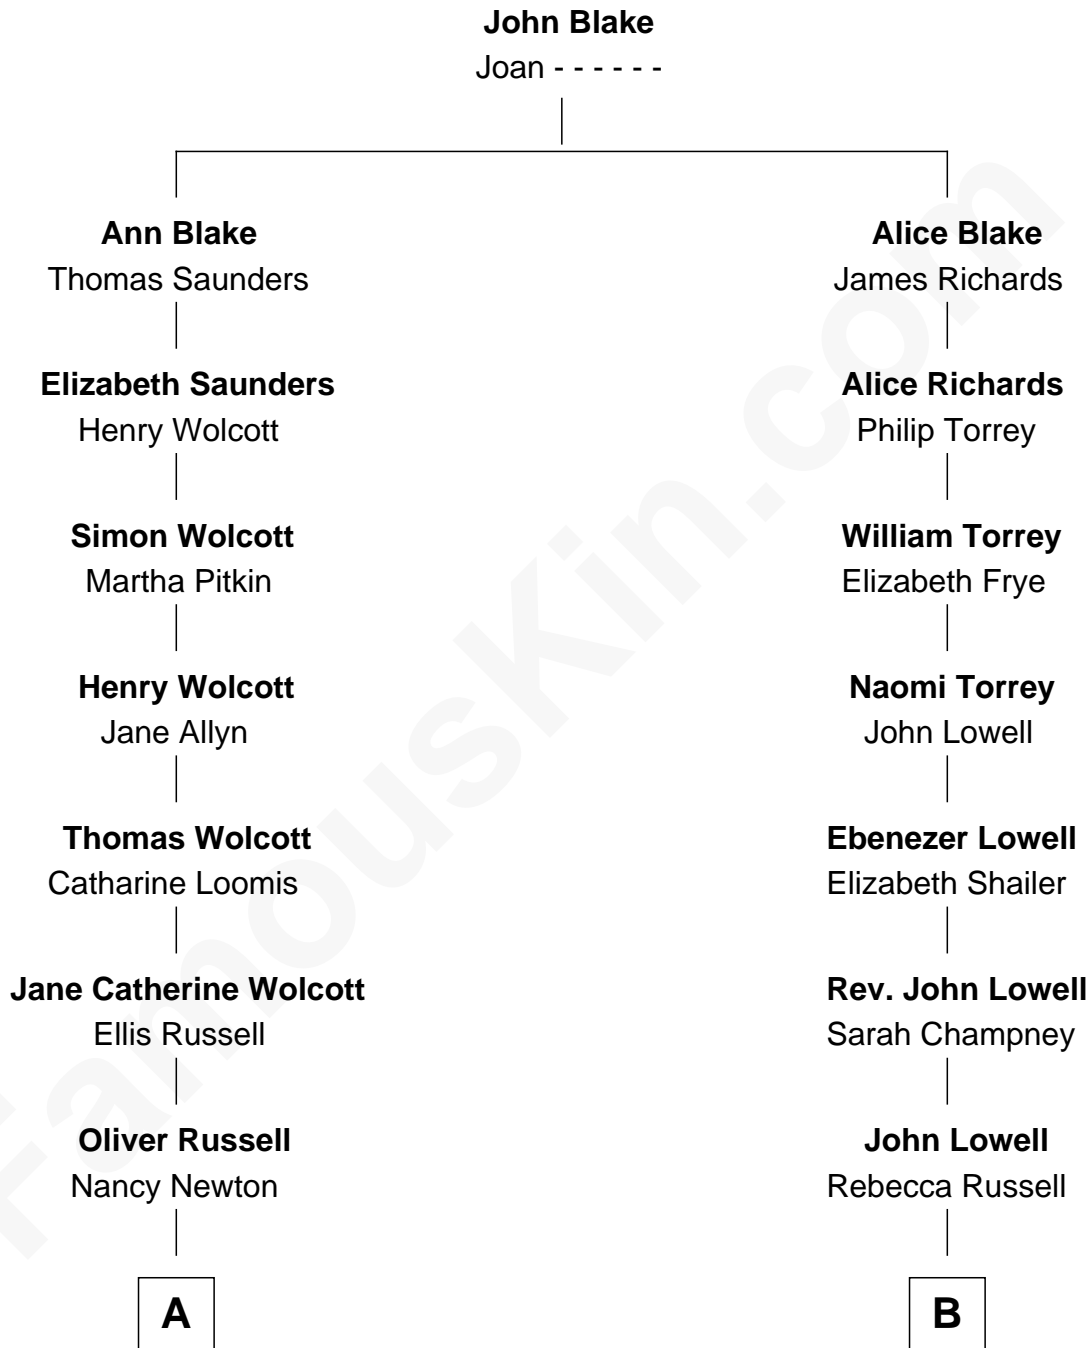 John Blake
Joan - - - - - -
Ann Blake
Thomas Saunders
Alice Blake
James Richards
Elizabeth Saunders
Henry Wolcott
Alice Richards
Philip Torrey
Simon Wolcott
Martha Pitkin
William Torrey
Elizabeth Frye
Henry Wolcott
Jane Allyn
Naomi Torrey
John Lowell
Thomas Wolcott
Catharine Loomis
Ebenezer Lowell
Elizabeth Shailer
Jane Catherine Wolcott
Ellis Russell
Rev. John Lowell
Sarah Champney
Oliver Russell
Nancy Newton
John Lowell
Rebecca Russell
A
B
FamousKin.com